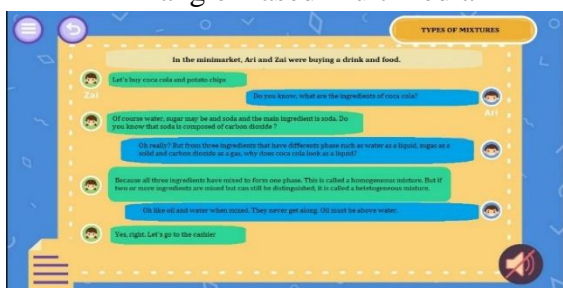 TYPES OF MIXTURES
In the minimarket, Ari and Zai were buying a drink and food.
Let's buy coca cola and potato chips
Zai
Do you know, what are the ingredients of coca cola?
Ari
Of course water, sugar may be and soda and the main ingredient is soda. Do
you know that soda is composed of carbon dioxide ?
Oh really? But from three ingredients that have differents phase such as water as a liquid, sugar as a
solid and carbon dioxide as a gas, why does coca cola look as a liquid?
Because all three ingredients have mixed to form one phase. This is called a homogeneous mixture. But if
two or more ingredients are mixed but can still be distinguished, it is called a heterogeneous mixture.
Oh like oil and water when mixed. They never get along. Oil must be above water.
Yes, right. Let's go to the cashier